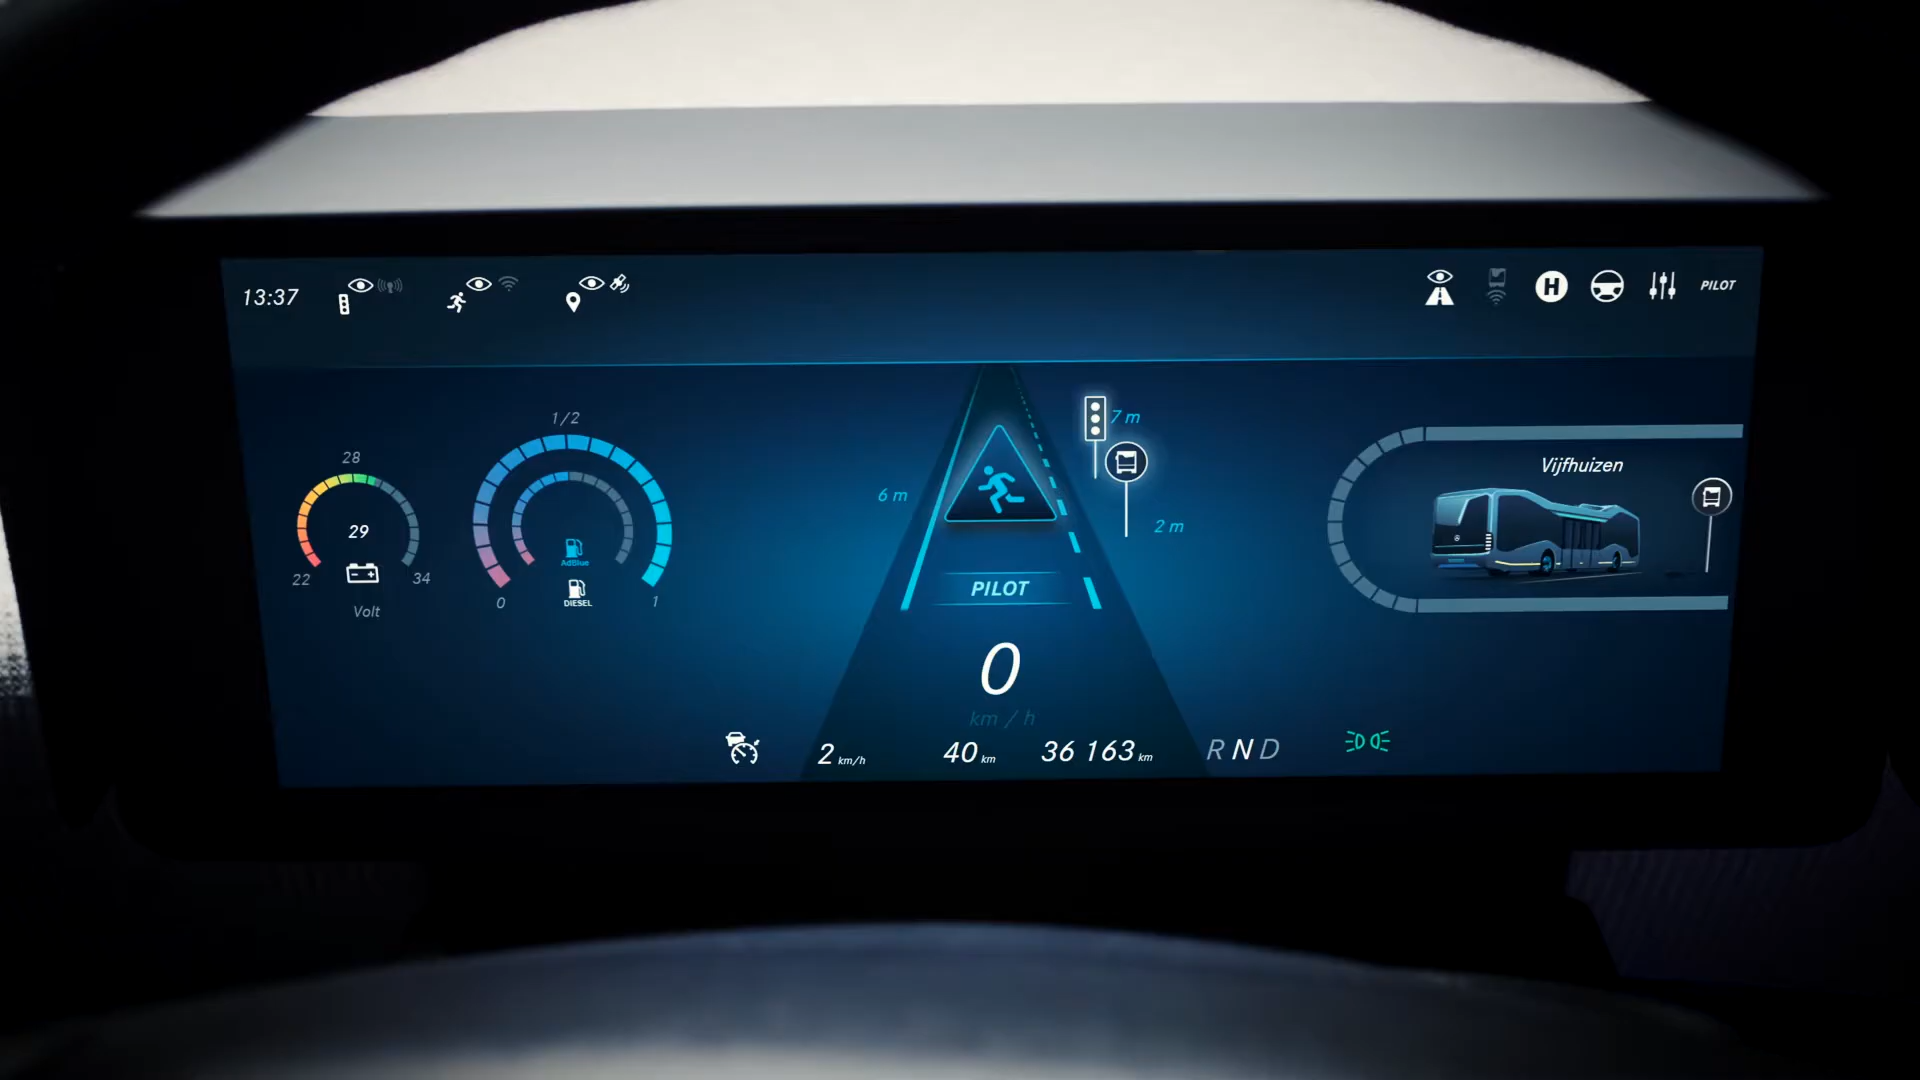 13:37
H
PILOT
1/2
7 m
28
Vijfhuizen
6 m
29
2 m
AdBlue
22
34
PILOT
DIESEL
0
1
Volt
0
km / h
2 km/h
40 km
36 163 km
R N D